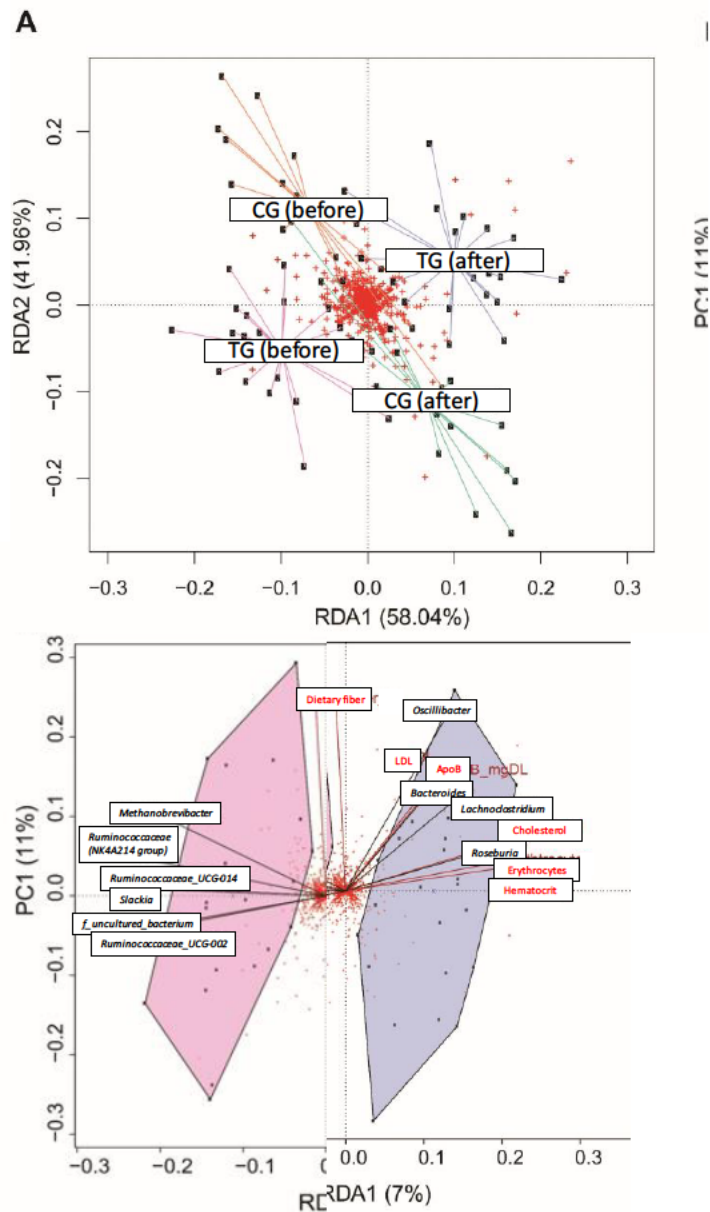 A
0.2
0.1
0.0
−0.1
−0.2
RDA2 (41.96%)
CG (before)
TG (after)
TG (before)
CG (after)
−0.3
−0.2
−0.1
0.0
0.1
0.2
0.3
RDA1 (58.04%)
PC1 (11%)
0.3
0.2
0.1
0.0
−0.1
−0.2
−0.3
PC1 (11%)
Dietary fiber r
Oscillibacter
LDL
ApoB B_mgDL
Bacteroides
Methanobrevibacter
Lachnoclostridium
Ruminococcaceae
(NK4A214 group)
Cholesterol
Roseburia
Ruminococcaceae_UCG-014
Erythrocytes
Slackia
Hematocrit
f_uncultured_bacterium
Ruminococcaceae_UCG-002
−0.3
−0.2
−0.1
0.0
0.1
0.2
0.3
RDA1 (7%)